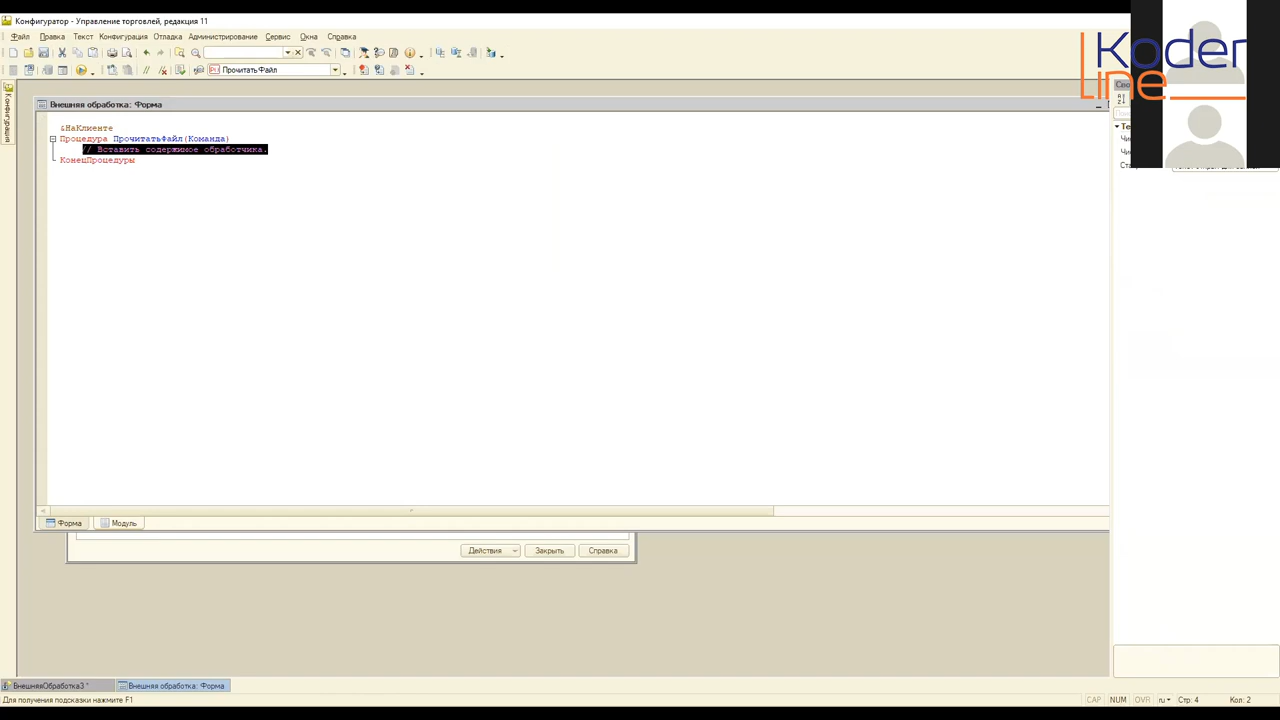 Конфигуратор - Управление торговлей, редакция 11
Файл Правка Текст Конфигурация Отладка Администрирование Сервис Окна Справка
ПрочитатьФайл
Конфигурация
Внешняя обработка: Форма
&НаКлиенте
Процедура ПрочитатьФайл(Команда)
// Вставить содержимое обработчика.
КонецПроцедуры
Koder
Line
Форма Модуль
Действия Закрыть Справка
ВнешняяОбработка3 * Внешняя обработка: Форма
Для получения подсказки нажмите F1
CAP NUM OVR ru Стр: 4 Кол: 2